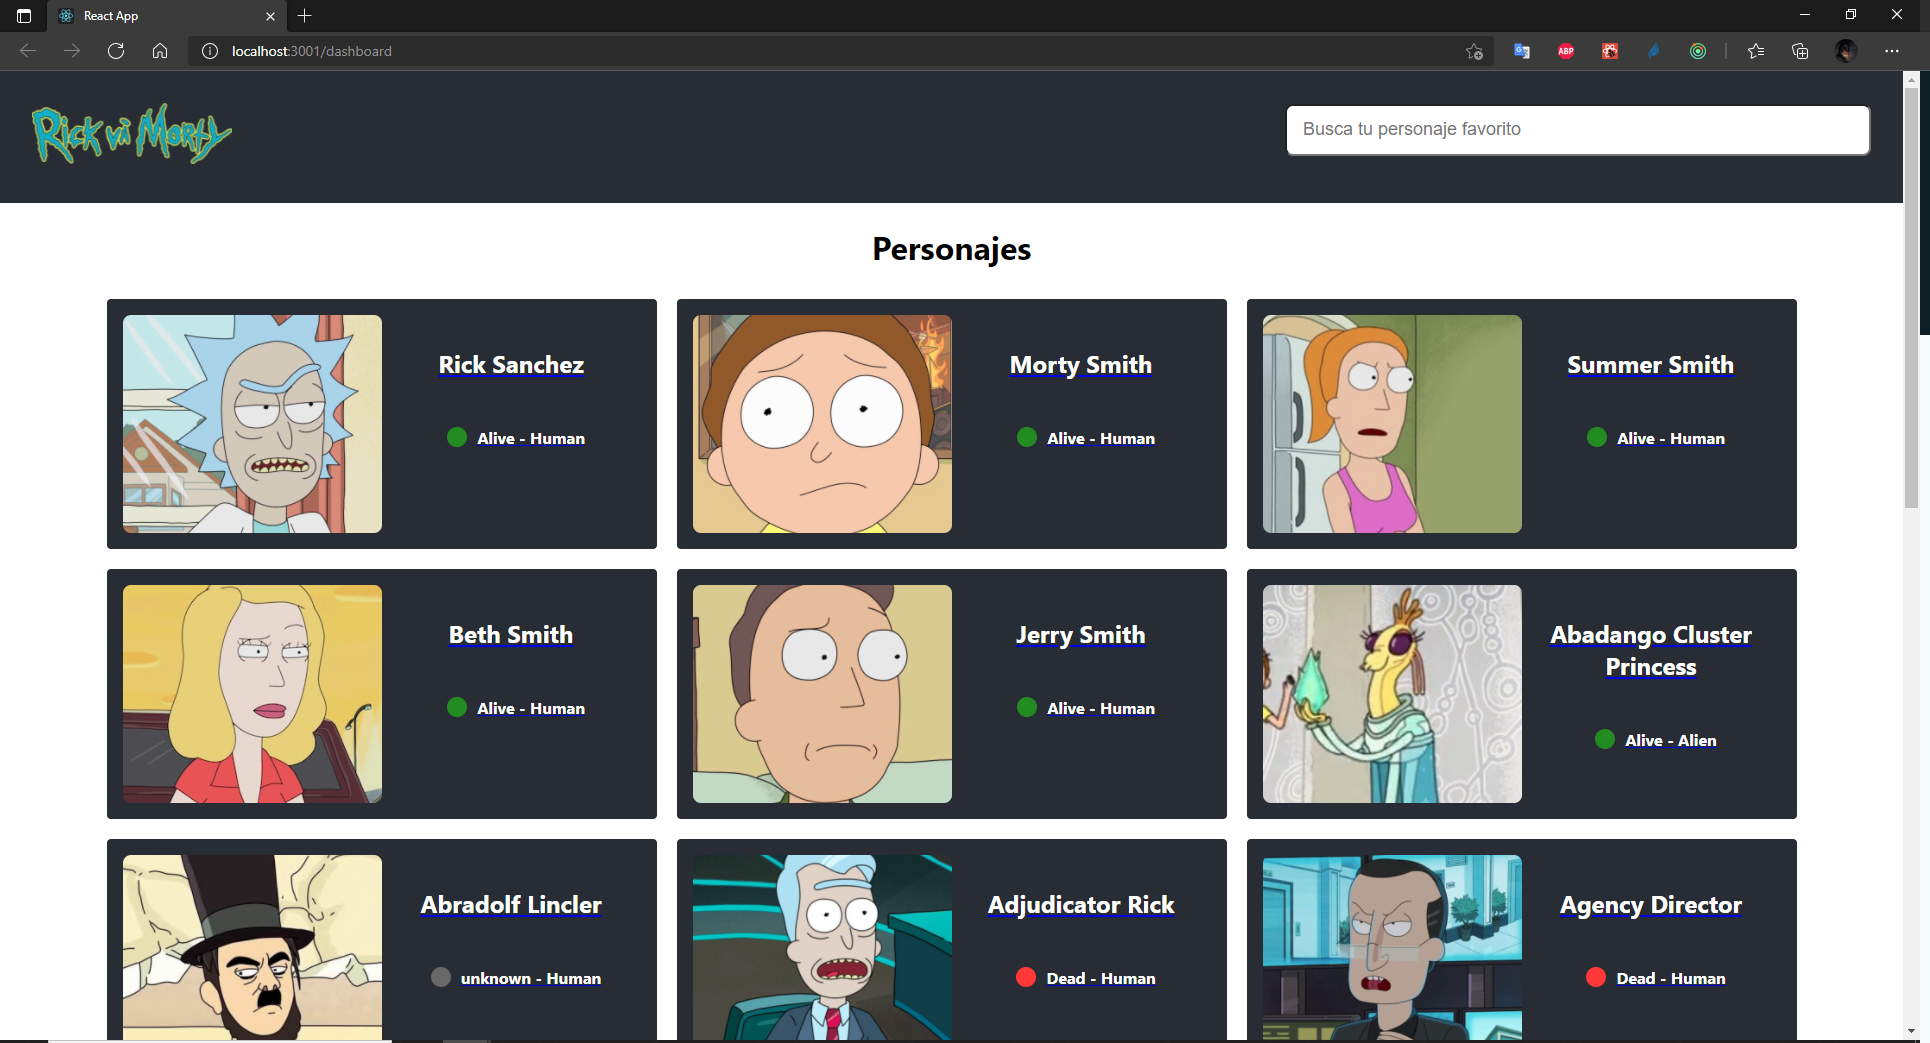 React App
localhost:3001/dashboard
ABP
Rick y Morty
Busca tu personaje favorito
Personajes
Rick Sanchez
Alive - Human
Morty Smith
Alive - Human
Summer Smith
Alive - Human
Beth Smith
Alive - Human
Jerry Smith
Alive - Human
Abadango Cluster
Princess
Alive - Alien
Abradolf Lincler
unknown - Human
Adjudicator Rick
Dead - Human
Agency Director
Dead - Human